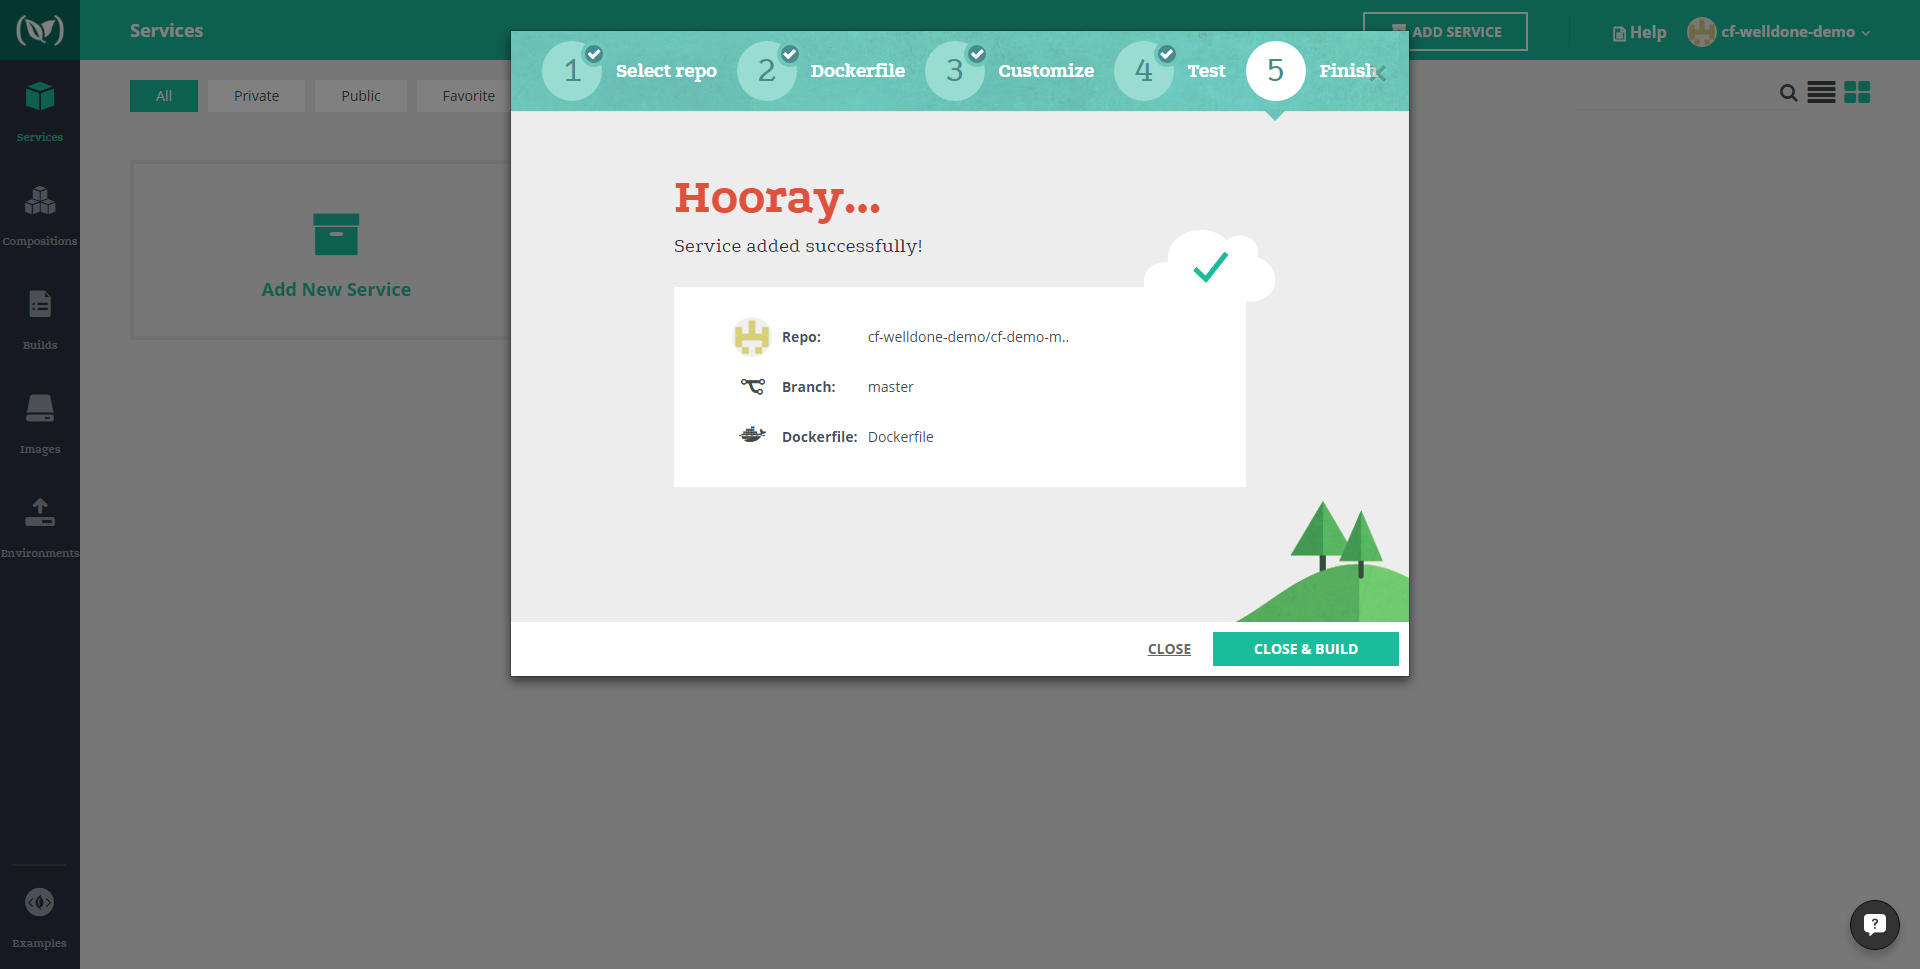 Services
ADD SERVICE
Help
cf-welldone-demo
1 Select repo
2 Dockerfile
3 Customize
4 Test
5 Finish
All
Private
Public
Favorite
Services
Compositions
Builds
Images
Environments
Examples
Add New Service
Hooray...
Service added successfully!
Repo: cf-welldone-demo/cf-demo-m..
Branch: master
Dockerfile: Dockerfile
CLOSE
CLOSE & BUILD
?